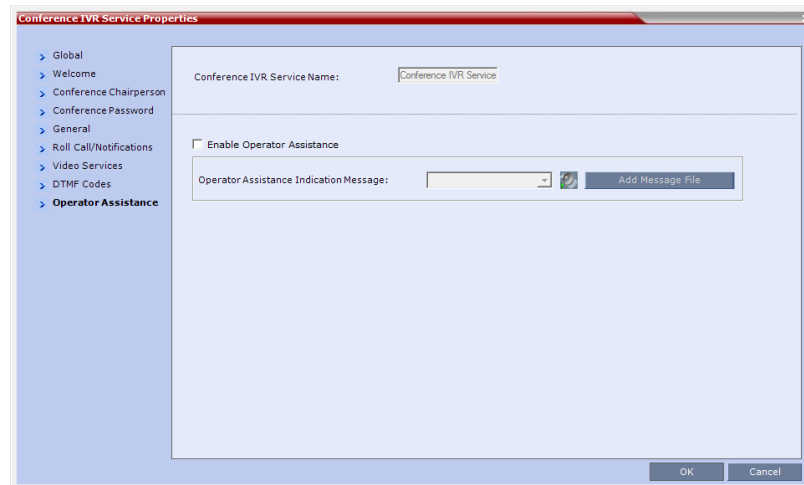 Conference IVR Service Properties
Global
Welcome
Conference Chairperson
Conference Password
General
Roll Call/Notifications
Video Services
DTMF Codes
Operator Assistance
Conference IVR Service Name:
Conference IVR Service
Enable Operator Assistance
Operator Assistance Indication Message:
Add Message File
OK
Cancel